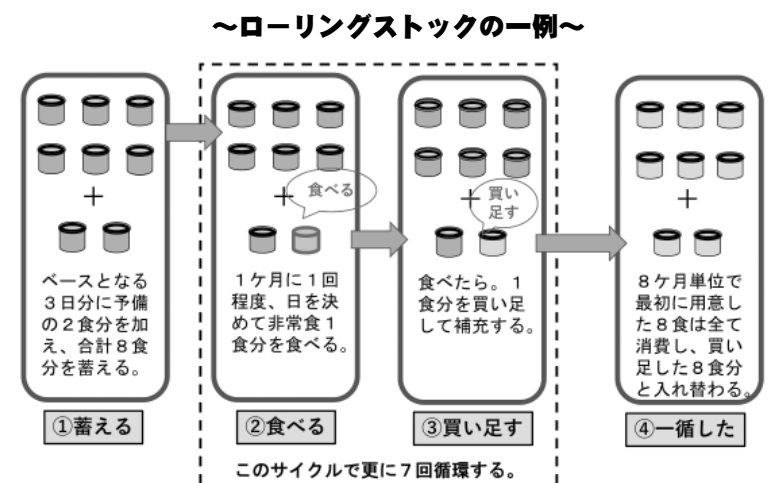 ～ローリングストックの一例～
＋
ベースとなる
３日分に予備
の２食分を加
え、合計８食
分を蓄える。
①蓄える
＋
食べる
１ケ月に１回
程度、日を決
めて非常食１
食分を食べる。
②食べる
＋
買い
足す
食べたら。１
食分を買い足
して補充する。
③買い足す
＋
８ケ月単位で
最初に用意し
た８食は全て
消費し、買い
足した８食分
と入れ替わる。
④一循した
このサイクルで更に７回循環する。